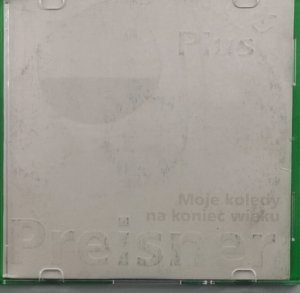 Plus
Moje kolędy
na koniec wieku
Preisner